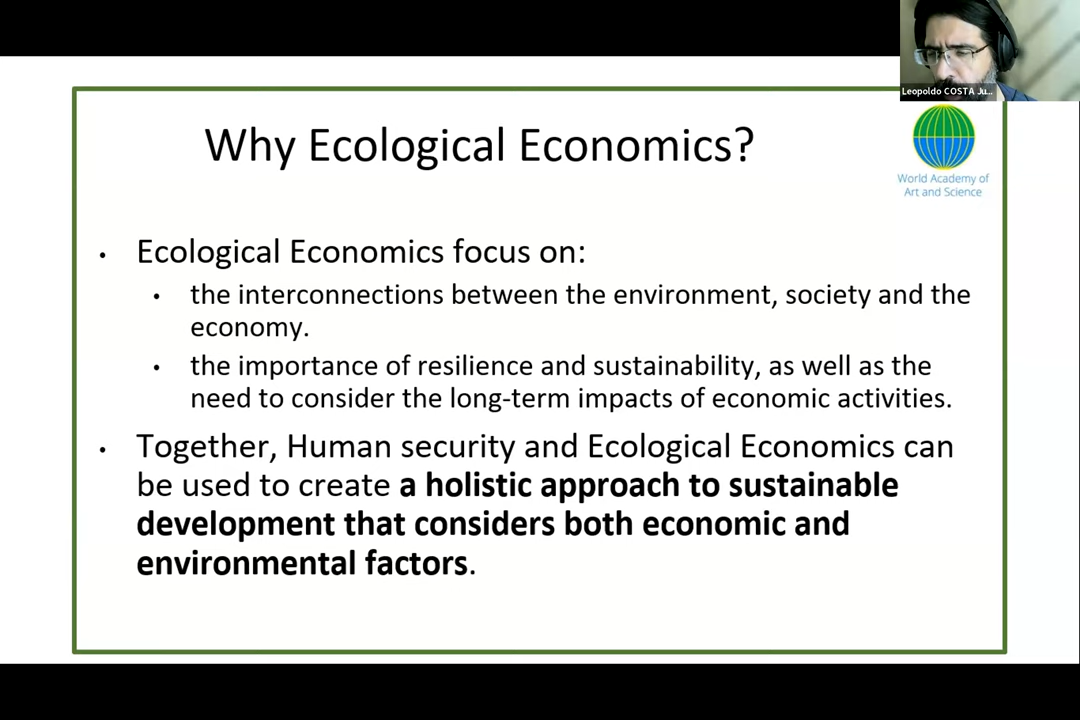 Leopoldo COSTA Ju...
Why Ecological Economics?
World Academy of
Art and Science
• Ecological Economics focus on:
• the interconnections between the environment, society and the
economy.
• the importance of resilience and sustainability, as well as the
need to consider the long-term impacts of economic activities.
• Together, Human security and Ecological Economics can
be used to create a holistic approach to sustainable
development that considers both economic and
environmental factors.